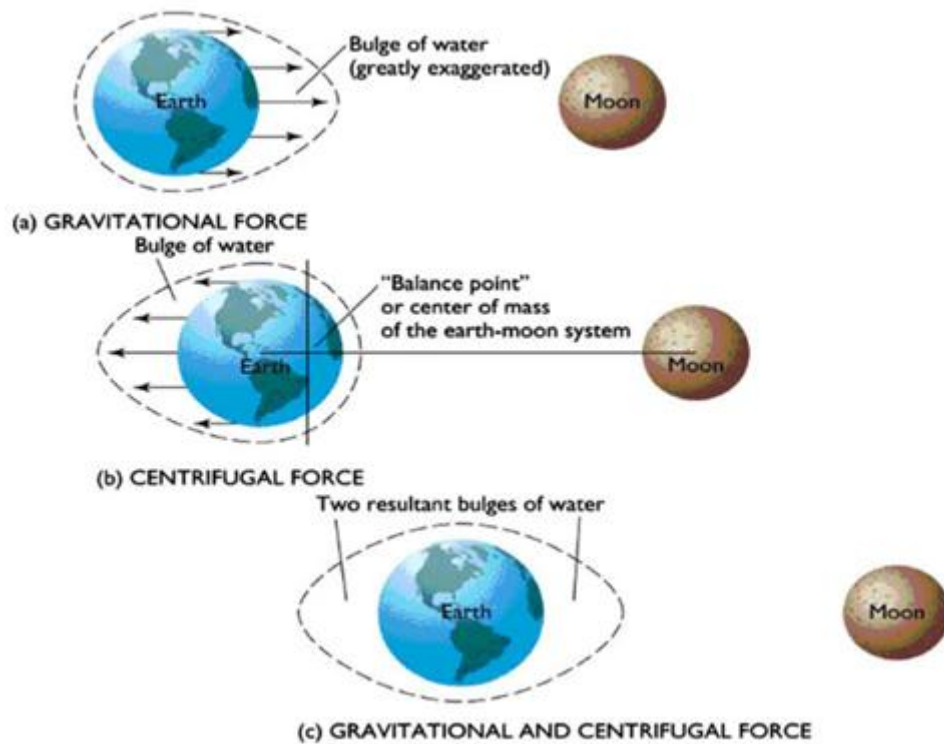 Bulge of water
(greatly exaggerated)
Earth
Moon
(a) GRAVITATIONAL FORCE
Bulge of water
"Balance point"
or center of mass
of the earth-moon system
Earth
Moon
(b) CENTRIFUGAL FORCE
Two resultant bulges of water
Earth
Moon
(c) GRAVITATIONAL AND CENTRIFUGAL FORCE